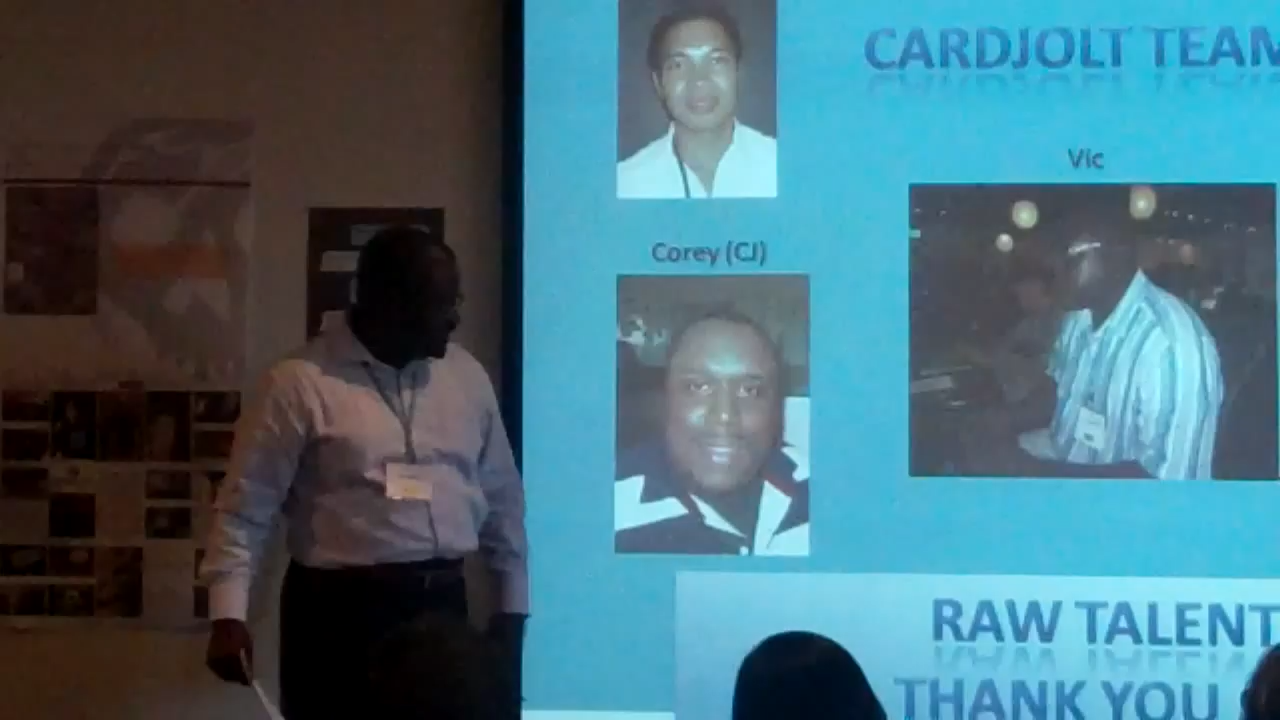 CARDJOLT TEAM
Vic
Corey (CJ)
RAW TALENT
THANK YOU